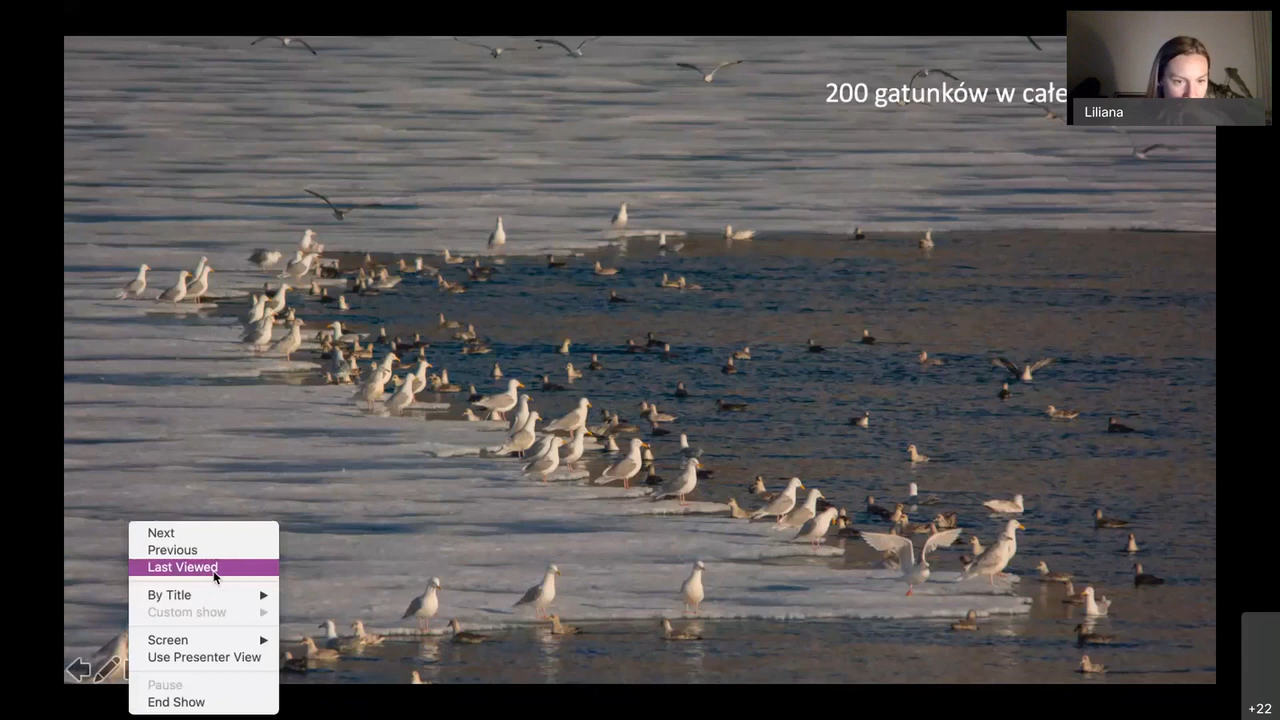 200 gatunków w całe
Liliana
Next
Previous
Last Viewed
By Title
Custom show
Screen
Use Presenter View
Pause
End Show
+22